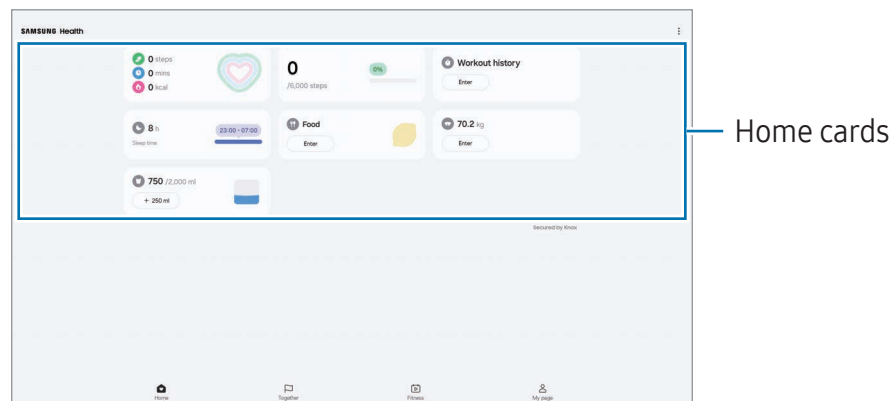 SAMSUNG Health
0 steps
0 mins
0 kcal
0
/6,000 steps
0%
Workout history
Enter
8 h
Sleep time
23:00 - 07:00
Food
Enter
70.2 kg
Enter
750 /2,000 ml
+ 250 ml
Home cards
Secured by Knox
Home
Together
Fitness
My page